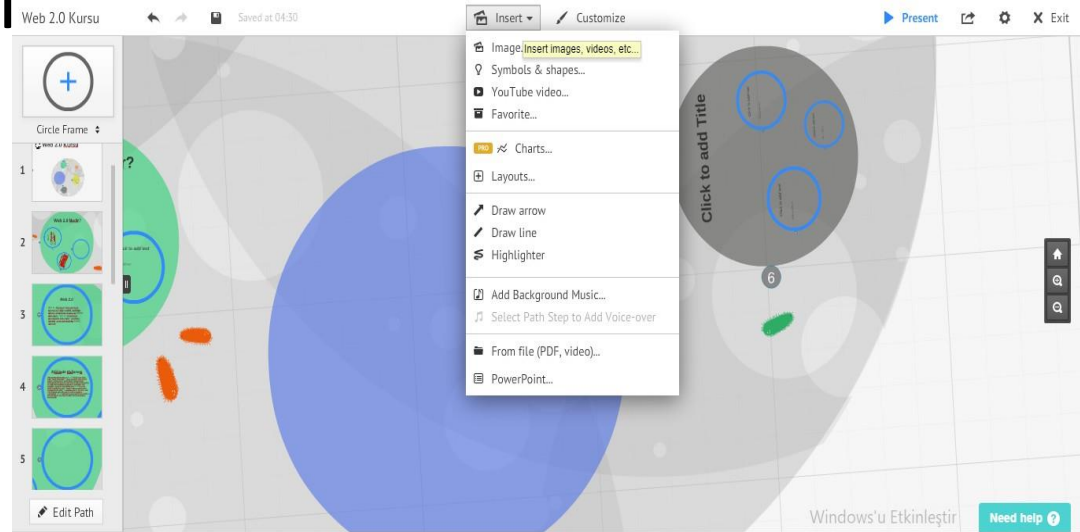 Web 2.0 Kursu
Saved at 04:30
Insert
Customize
Present
Exit
Image.
Insert images, videos, etc...
Symbols & shapes...
YouTube video...
Favorite...
PRO
Charts...
Layouts...
Draw arrow
Draw line
Highlighter
Add Background Music...
Select Path Step to Add Voice-over
From file (PDF, video)...
PowerPoint...
Circle Frame
1
Web 2.0 Kursu
2
3
4
5
Edit Path
?
Click to add Title
6
Windows'u Etkinleştir
Need help ?